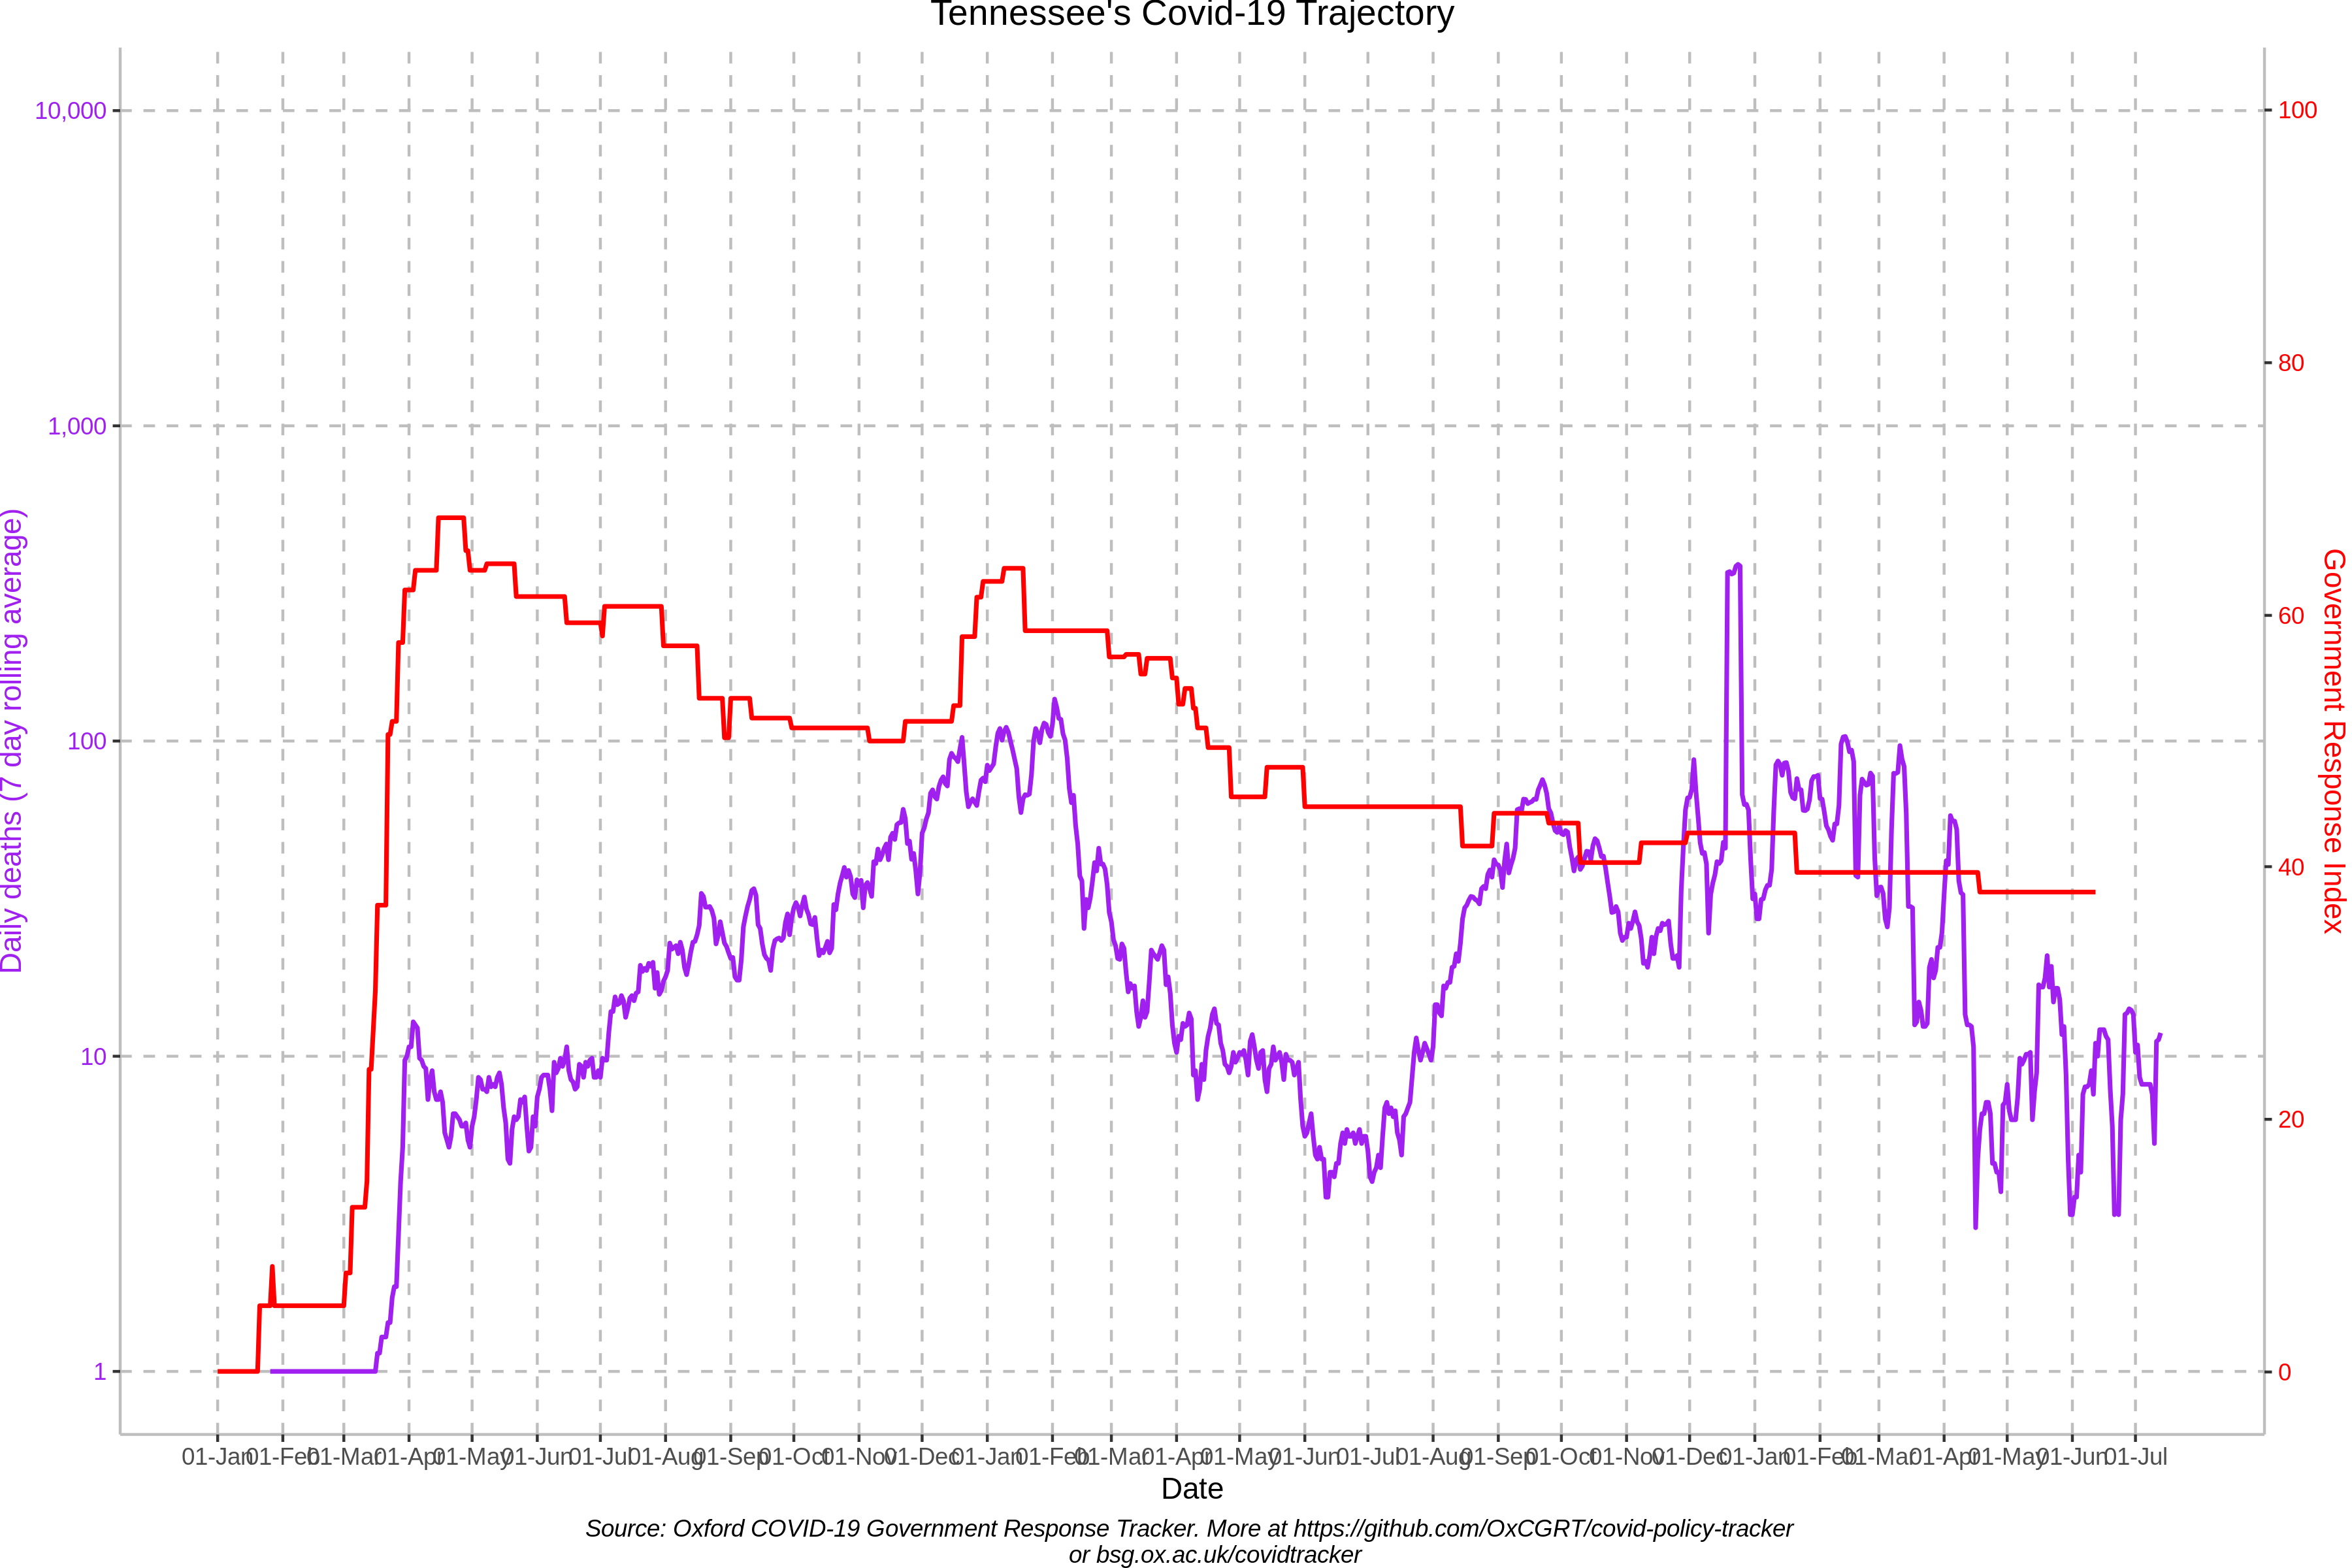 Tennessee's Covid-19 Trajectory
10,000
1,000
100
10
1
Daily deaths (7 day rolling average)
100
80
60
40
20
0
Government Response Index
01-Jan 01-Feb 01-Mar 01-Apr 01-May 01-Jun 01-Jul 01-Aug 01-Sep 01-Oct 01-Nov 01-Dec 01-Jan 01-Feb 01-Mar 01-Apr 01-May 01-Jun 01-Jul 01-Aug 01-Sep 01-Oct 01-Nov 01-Dec 01-Jan 01-Feb 01-Mar 01-Apr 01-May 01-Jun 01-Jul
Date
Source: Oxford COVID-19 Government Response Tracker. More at https://github.com/OxCGRT/covid-policy-tracker
or bsg.ox.ac.uk/covidtracker